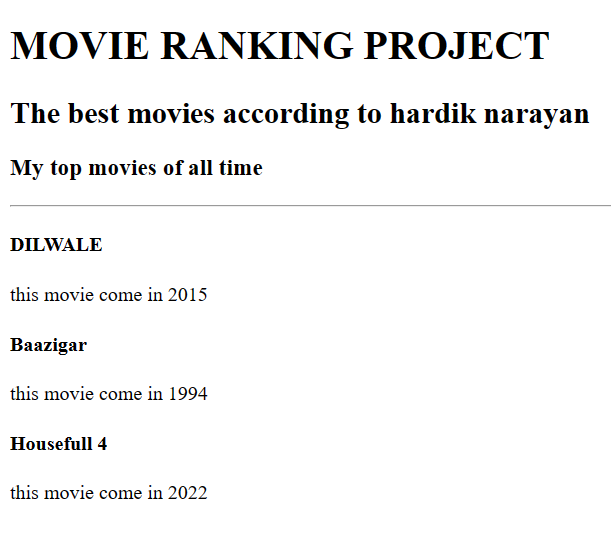 MOVIE RANKING PROJECT
The best movies according to hardik narayan
My top movies of all time
DILWALE
this movie come in 2015
Baazigar
this movie come in 1994
Housefull 4
this movie come in 2022